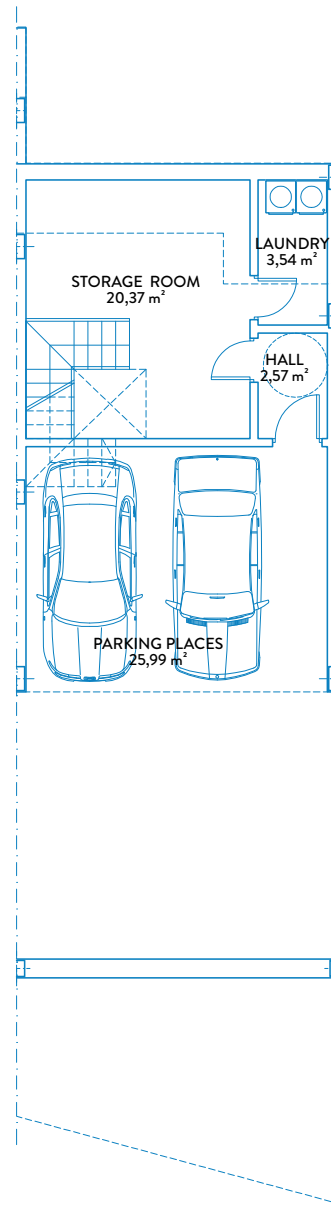 LAUNDRY
3,54 m²
STORAGE ROOM
20,37 m²
HALL
2,57 m²
PARKING PLACES
25,99 m²